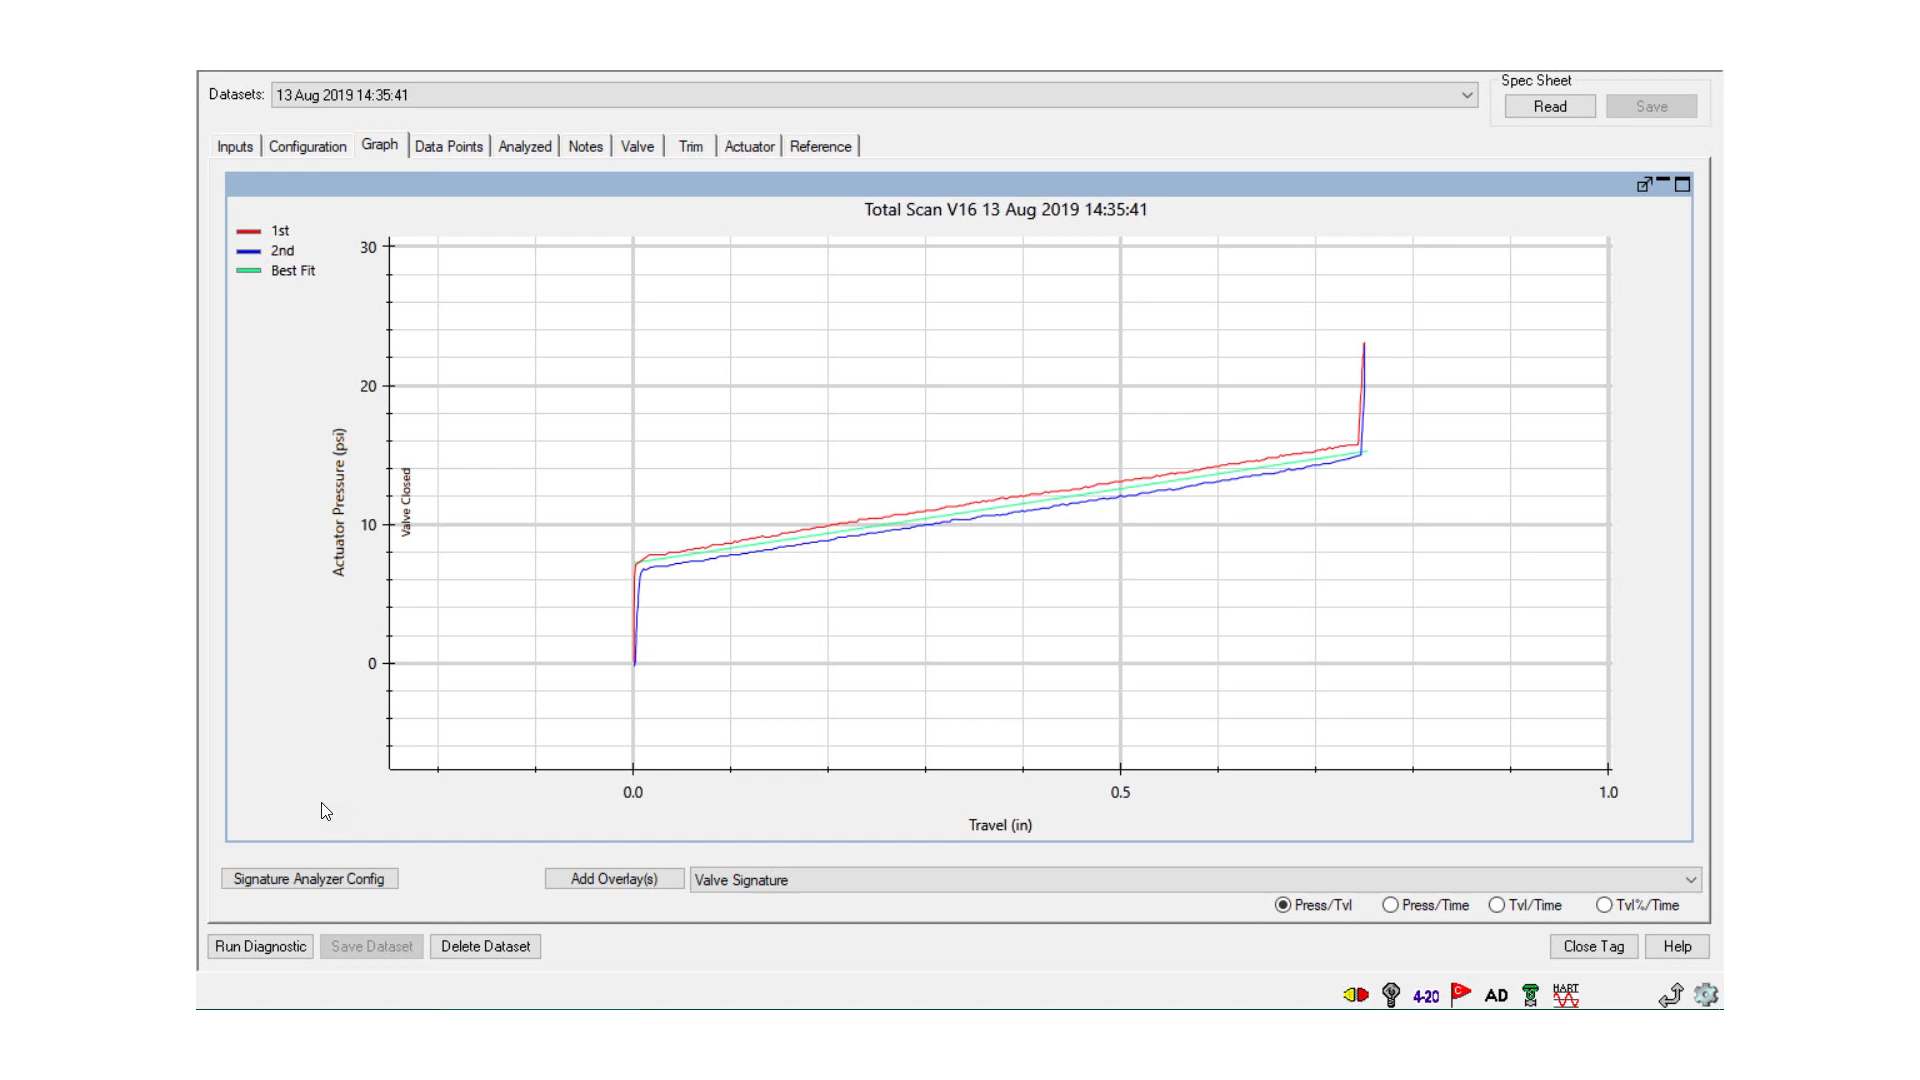 Spec Sheet
Datasets: 13 Aug 2019 14:35:41
Read Save
Inputs Configuration Graph Data Points Analyzed Notes Valve Trim Actuator Reference
Total Scan V16 13 Aug 2019 14:35:41
1st
2nd
Best Fit
30
20
10
0
Actuator Pressure (psi)
Valve Closed
0.0 0.5 1.0
Travel (in)
Signature Analyzer Config Add Overlay(s) Valve Signature
Press/Tvl Press/Time Tvl/Time Tvl%/Time
Run Diagnostic Save Dataset Delete Dataset Close Tag Help
4-20 C AD HART